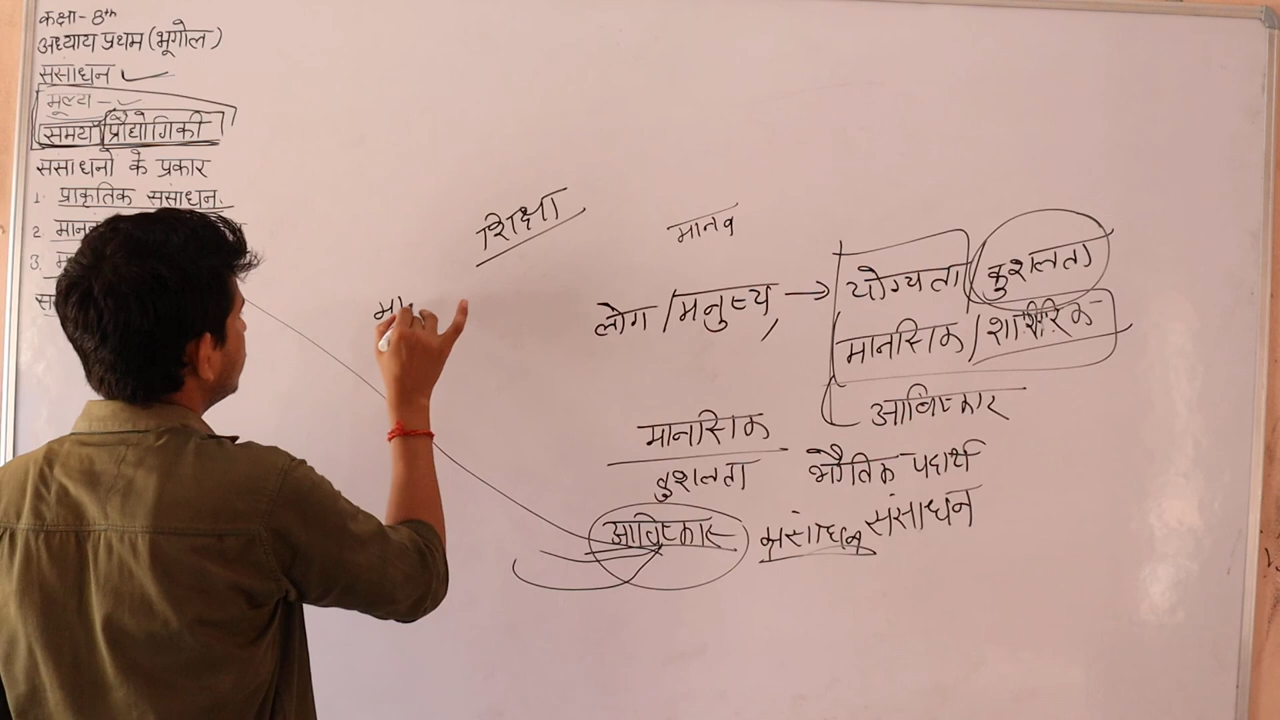 कक्षा - 8th
अध्याय प्रथम (भूगोल)
संसाधन
मूल्य -
समय प्रौद्योगिकी
संसाधनों के प्रकार
1. प्राकृतिक संसाधन.
2. मानव
3.
शिक्षा
मानव
लोग / मनुष्य, → योग्यता कुशलता
मानसिक / शारीरिक
आविष्कार
मानसिक
कुशलता
भौतिक पदार्थ
आविष्कार
संसाधन
संसाधन